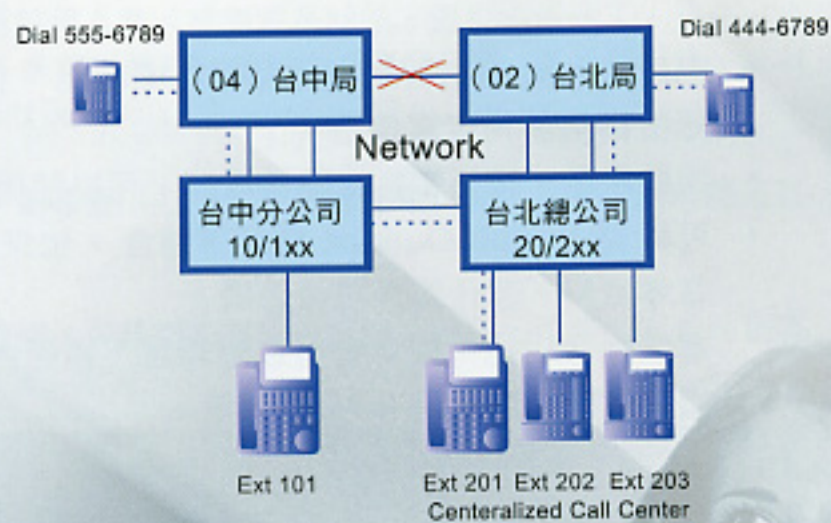 Dial 555-6789
Dial 444-6789
（04）台中局
（02）台北局
Network
台中分公司
10/1xx
台北總公司
20/2xx
Ext 101
Ext 201
Ext 202
Ext 203
Centeralized Call Center